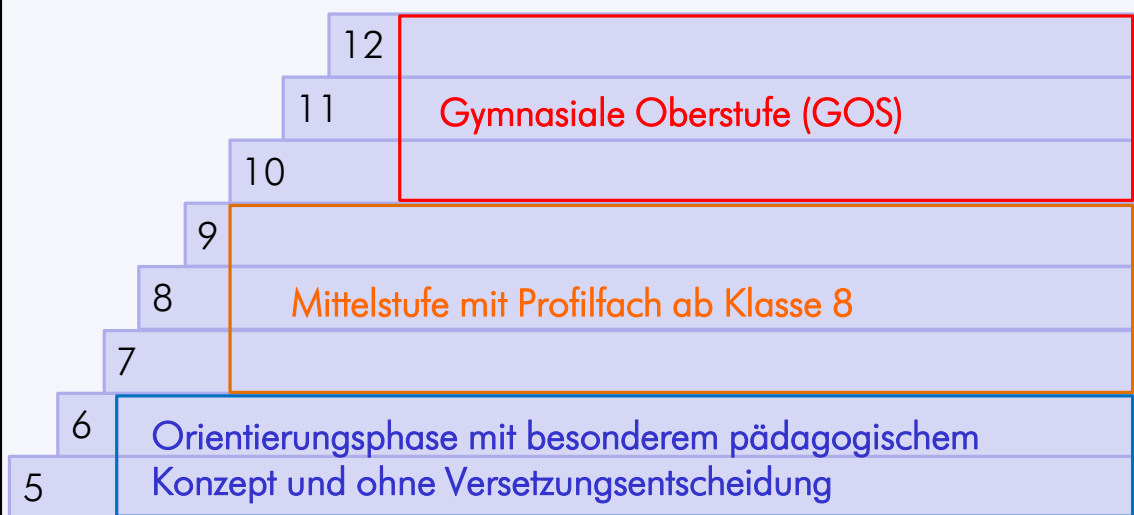 12
11 Gymnasiale Oberstufe (GOS)
10
9
8 Mittelstufe mit Profilfach ab Klasse 8
7
6 Orientierungsphase mit besonderem pädagogischem
5 Konzept und ohne Versetzungsentscheidung